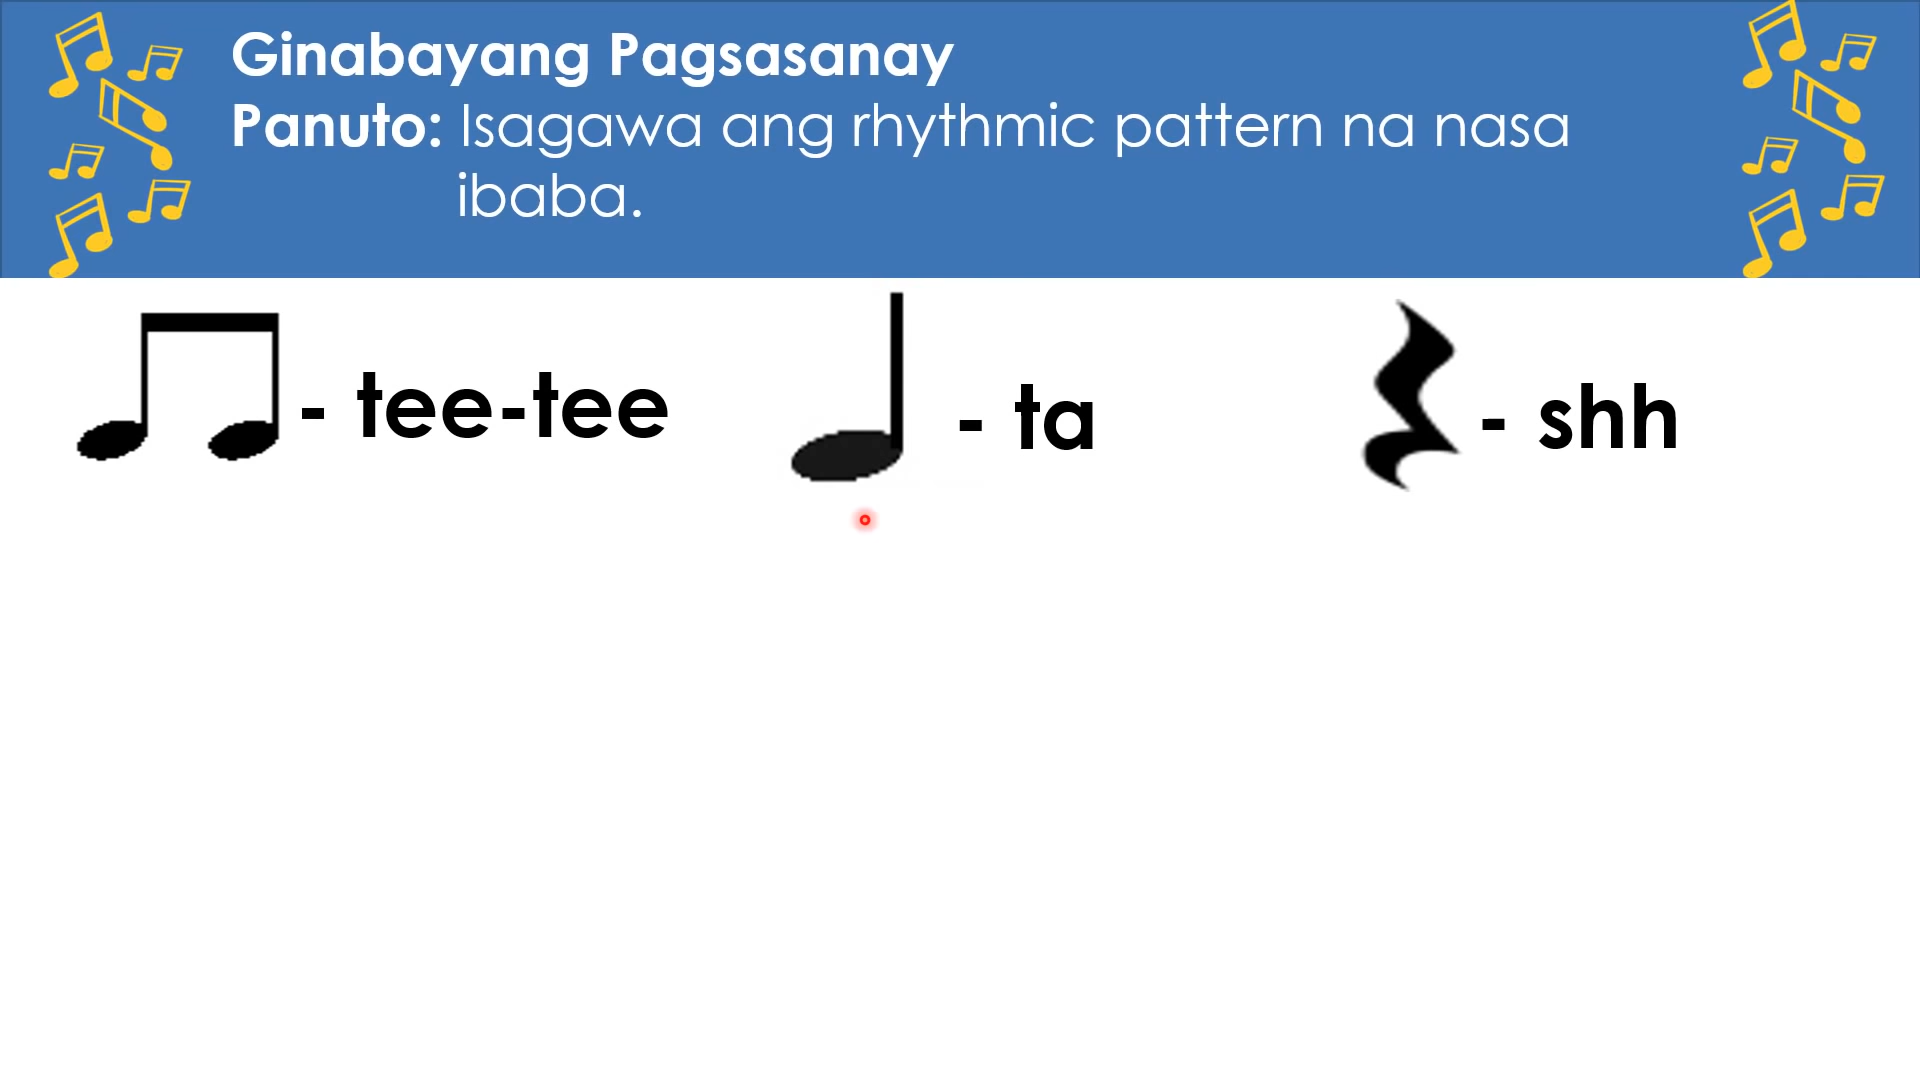 Ginabayang Pagsasanay
Panuto: Isagawa ang rhythmic pattern na nasa
ibaba.
- tee-tee - ta - shh